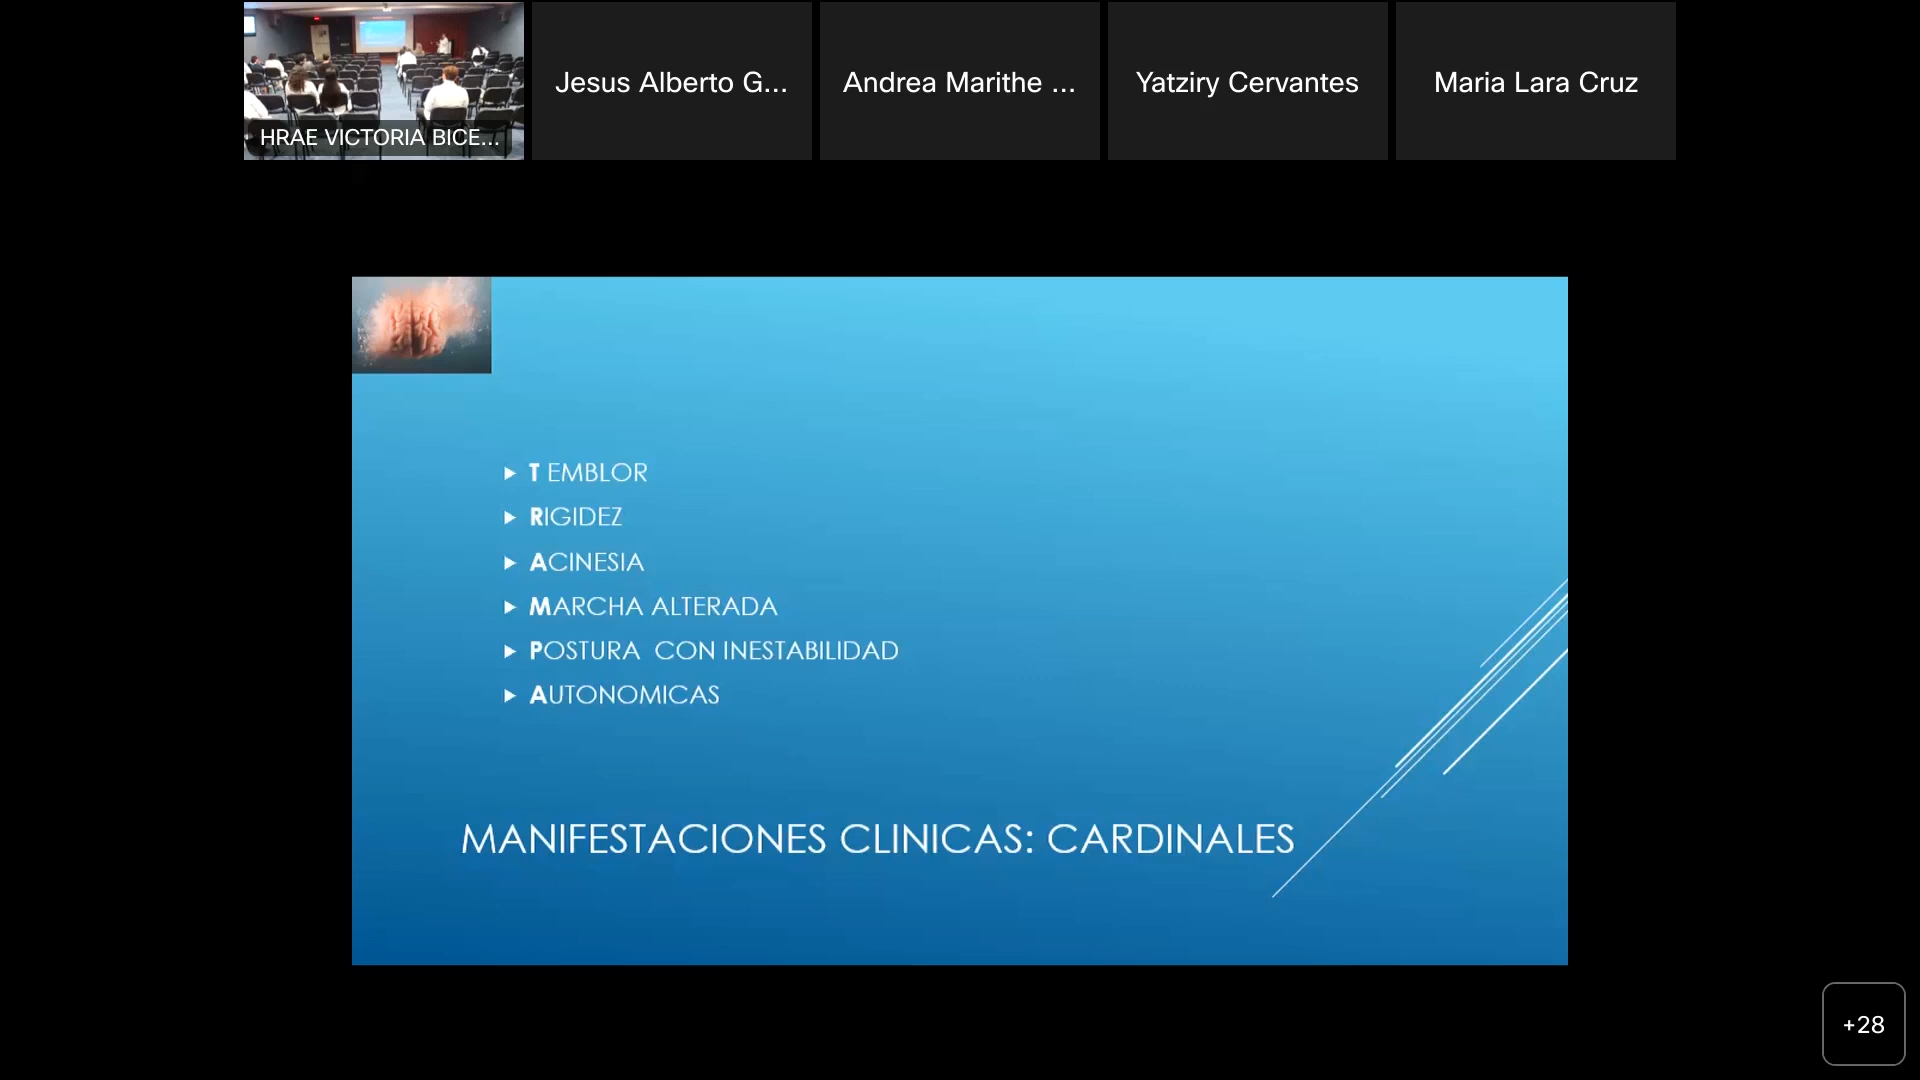 HRAE VICTORIA BICE...
Jesus Alberto G...
Andrea Marithe ...
Yatziry Cervantes
Maria Lara Cruz
T EMBLOR
RIGIDEZ
ACINESIA
MARCHA ALTERADA
POSTURA  CON INESTABILIDAD
AUTONOMICAS
MANIFESTACIONES CLINICAS: CARDINALES
+28